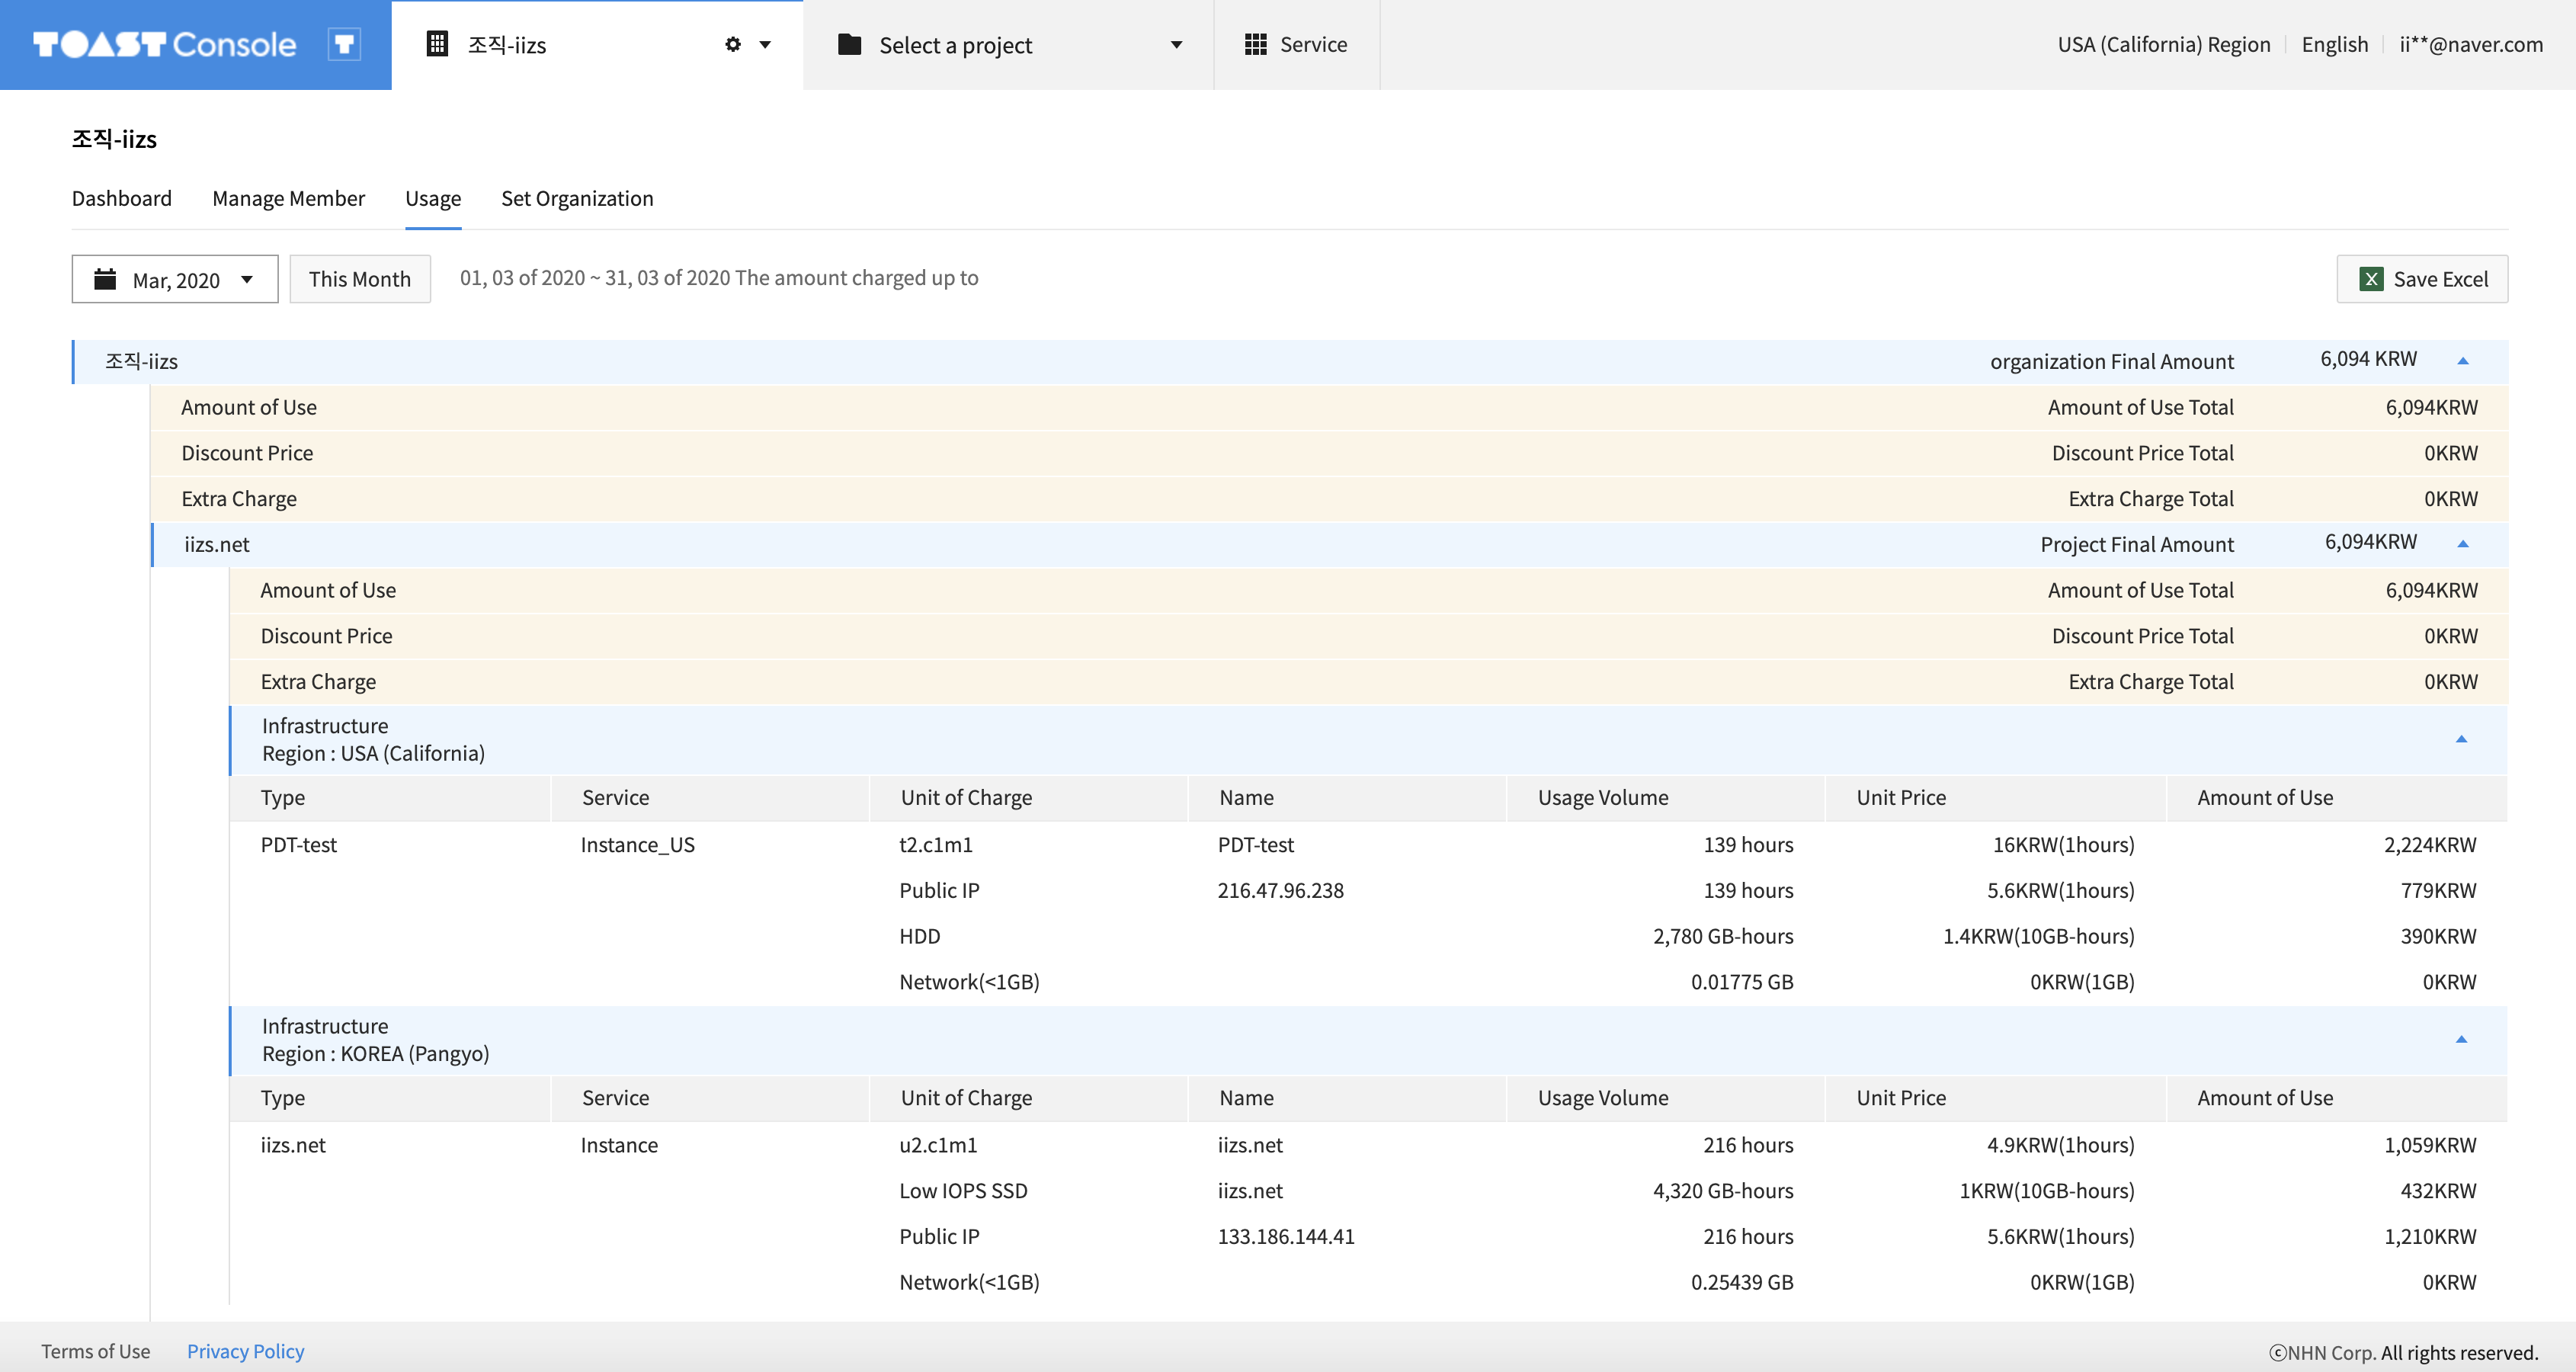 TOAST Console T 조직-iizs Select a project Service USA (California) Region English ii**@naver.com
조직-iizs
Dashboard Manage Member Usage Set Organization
Mar, 2020 This Month 01, 03 of 2020 ~ 31, 03 of 2020 The amount charged up to X Save Excel
조직-iizs organization Final Amount 6,094 KRW
Amount of Use Amount of Use Total 6,094KRW
Discount Price Discount Price Total 0KRW
Extra Charge Extra Charge Total 0KRW
iizs.net Project Final Amount 6,094KRW
Amount of Use Amount of Use Total 6,094KRW
Discount Price Discount Price Total 0KRW
Extra Charge Extra Charge Total 0KRW
Infrastructure
Region : USA (California)
Type Service Unit of Charge Name Usage Volume Unit Price Amount of Use
PDT-test Instance_US t2.c1m1 PDT-test 139 hours 16KRW(1hours) 2,224KRW
Public IP 216.47.96.238 139 hours 5.6KRW(1hours) 779KRW
HDD 2,780 GB-hours 1.4KRW(10GB-hours) 390KRW
Network(<1GB) 0.01775 GB 0KRW(1GB) 0KRW
Infrastructure
Region : KOREA (Pangyo)
Type Service Unit of Charge Name Usage Volume Unit Price Amount of Use
iizs.net Instance u2.c1m1 iizs.net 216 hours 4.9KRW(1hours) 1,059KRW
Low IOPS SSD iizs.net 4,320 GB-hours 1KRW(10GB-hours) 432KRW
Public IP 133.186.144.41 216 hours 5.6KRW(1hours) 1,210KRW
Network(<1GB) 0.25439 GB 0KRW(1GB) 0KRW
Terms of Use Privacy Policy ⓒNHN Corp. All rights reserved.